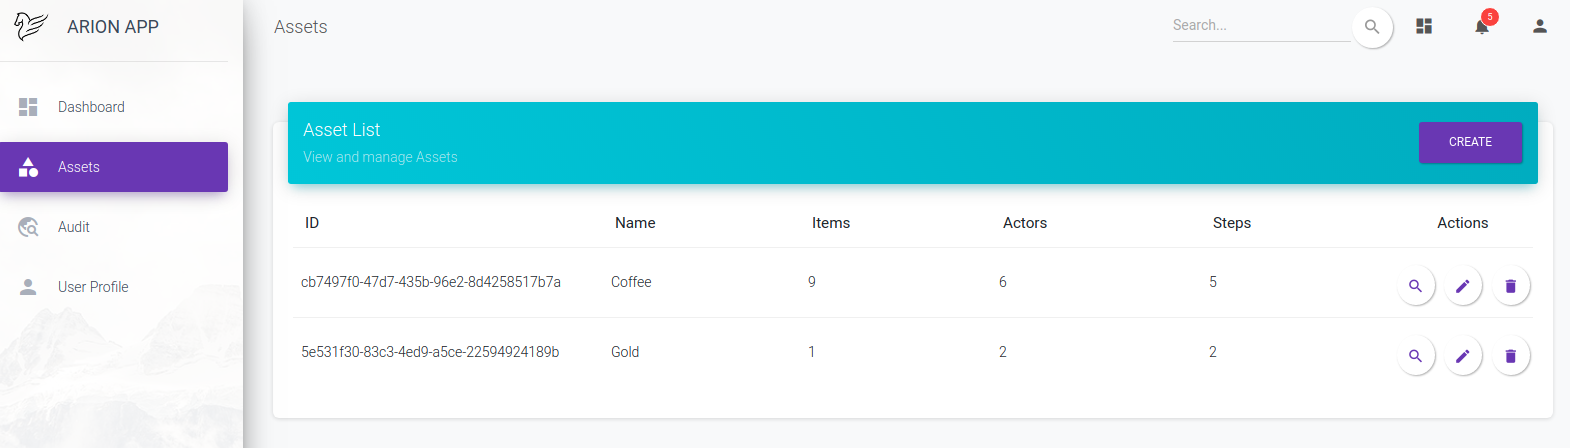 ARION APP
Assets
Search...
5
Dashboard
Assets
Audit
User Profile
Asset List
View and manage Assets
CREATE
ID Name Items Actors Steps Actions
cb7497f0-47d7-435b-96e2-8d4258517b7a Coffee 9 6 5
5e531f30-83c3-4ed9-a5ce-22594924189b Gold 1 2 2